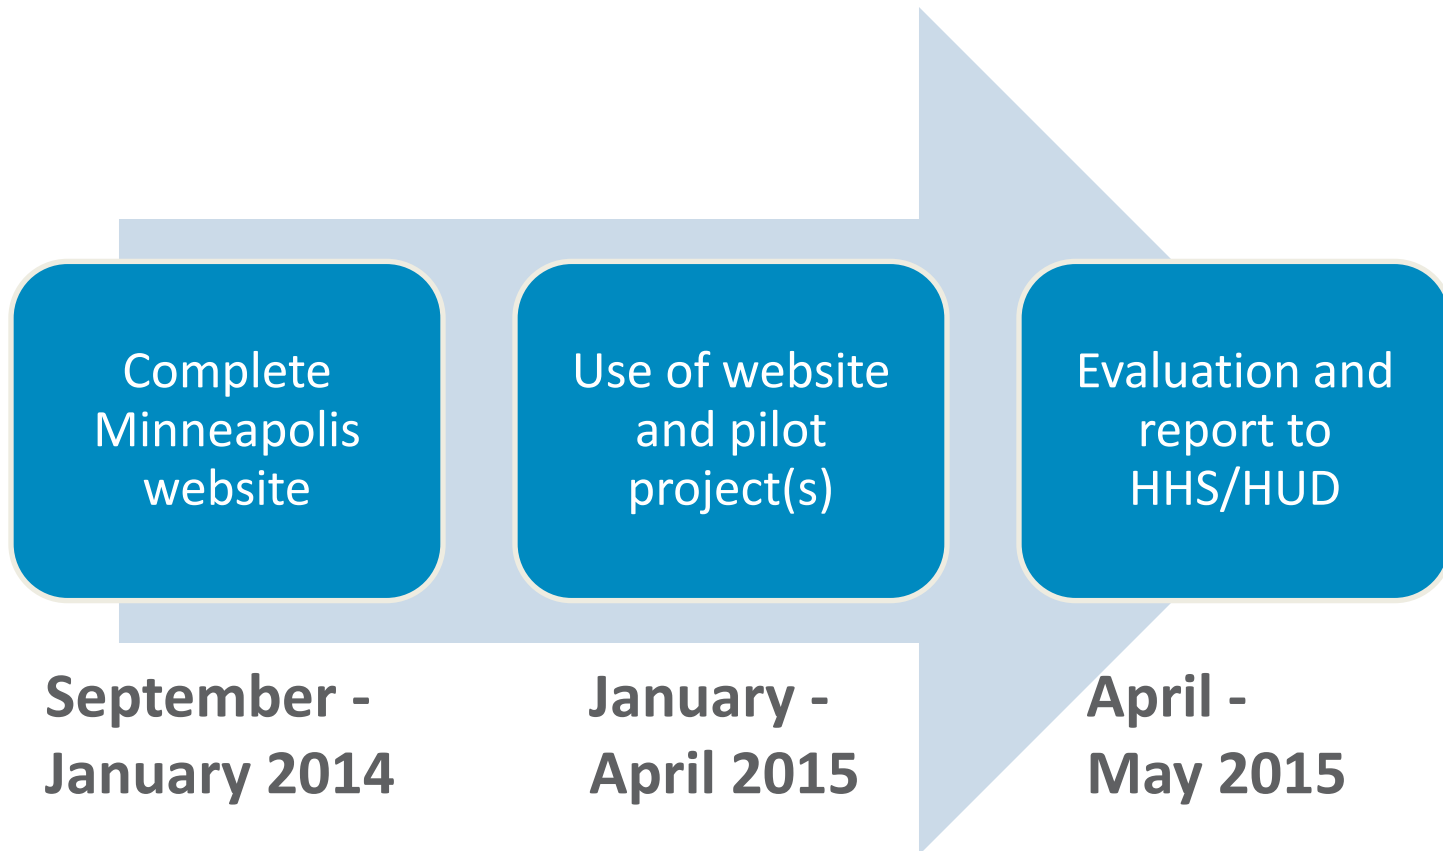 Complete
Minneapolis
website
Use of website
and pilot
project(s)
Evaluation and
report to
HHS/HUD
September -
January 2014
January -
April 2015
April -
May 2015